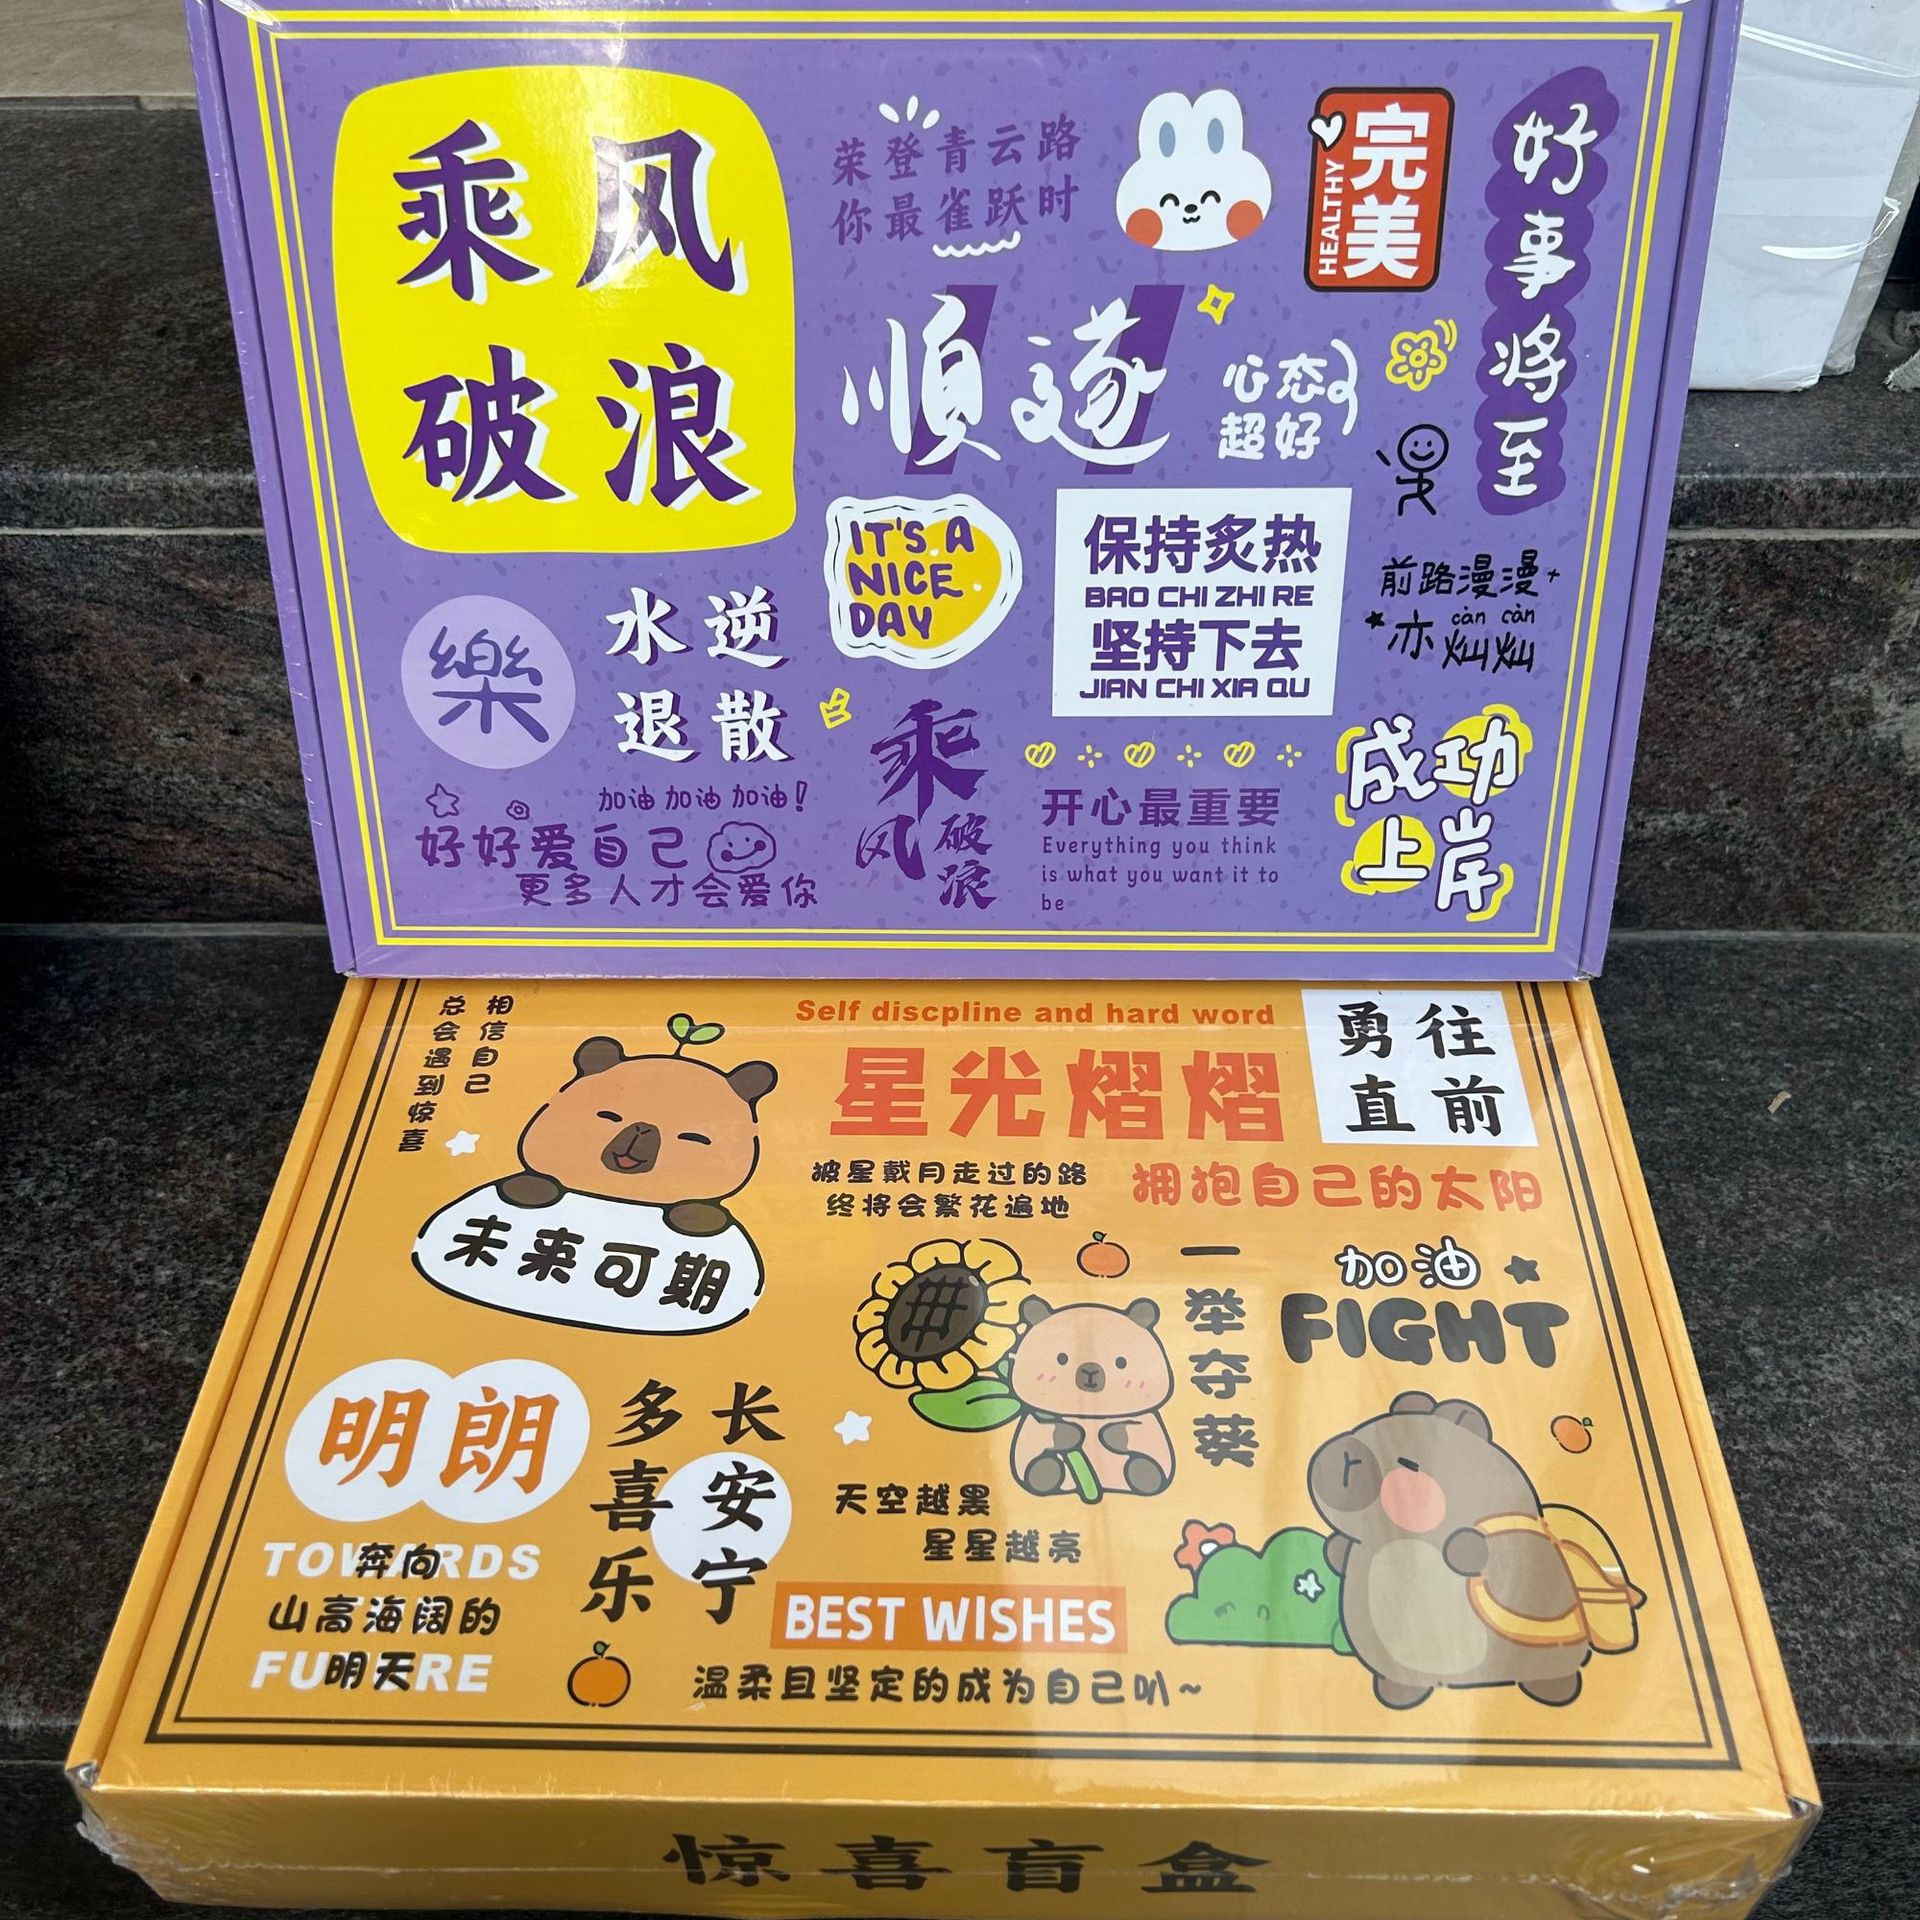 乘风
破浪
荣登青云路
你最雀跃时
HEALTHY
完美
好事将至
順遂
心态
超好
IT'S A
NICE
DAY
保持炙热
BAO CHI ZHI RE
坚持下去
JIAN CHI XIA QU
前路漫漫
càn càn
亦灿灿
樂
水逆
退散
加油加油加油!
好好爱自己
更多人才会爱你
乘
风
破浪
开心最重要
Everything you think
is what you want it to
be
成功
上岸
相信自己
总会遇到惊喜
Self discpline and hard word
星光熠熠
勇往
直前
披星戴月走过的路
终将会繁花遍地
拥抱自己的太阳
未来可期
一举夺葵
加油
FIGHT
明朗
长安宁
多喜乐
天空越黑
星星越亮
TOWARDS
奔向
山高海阔的
FUTURE
明天
BEST WISHES
温柔且坚定的成为自己叭~
惊喜盲盒